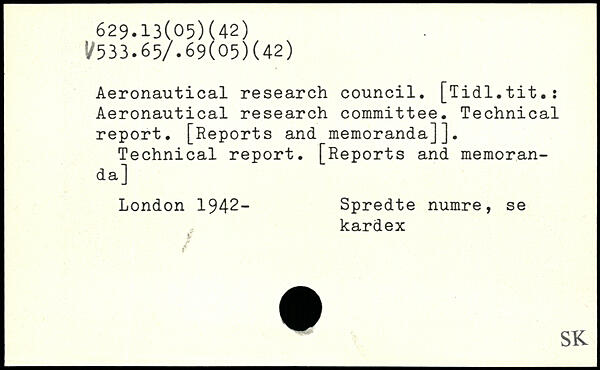 629.13(05)(42)
V533.65/.69(05)(42)
Aeronautical research council. [Tidl.tit.:
Aeronautical research committee. Technical
report. [Reports and memoranda]].
Technical report. [Reports and memoran-
da]
London 1942-
Spredte numre, se
kardex
SK